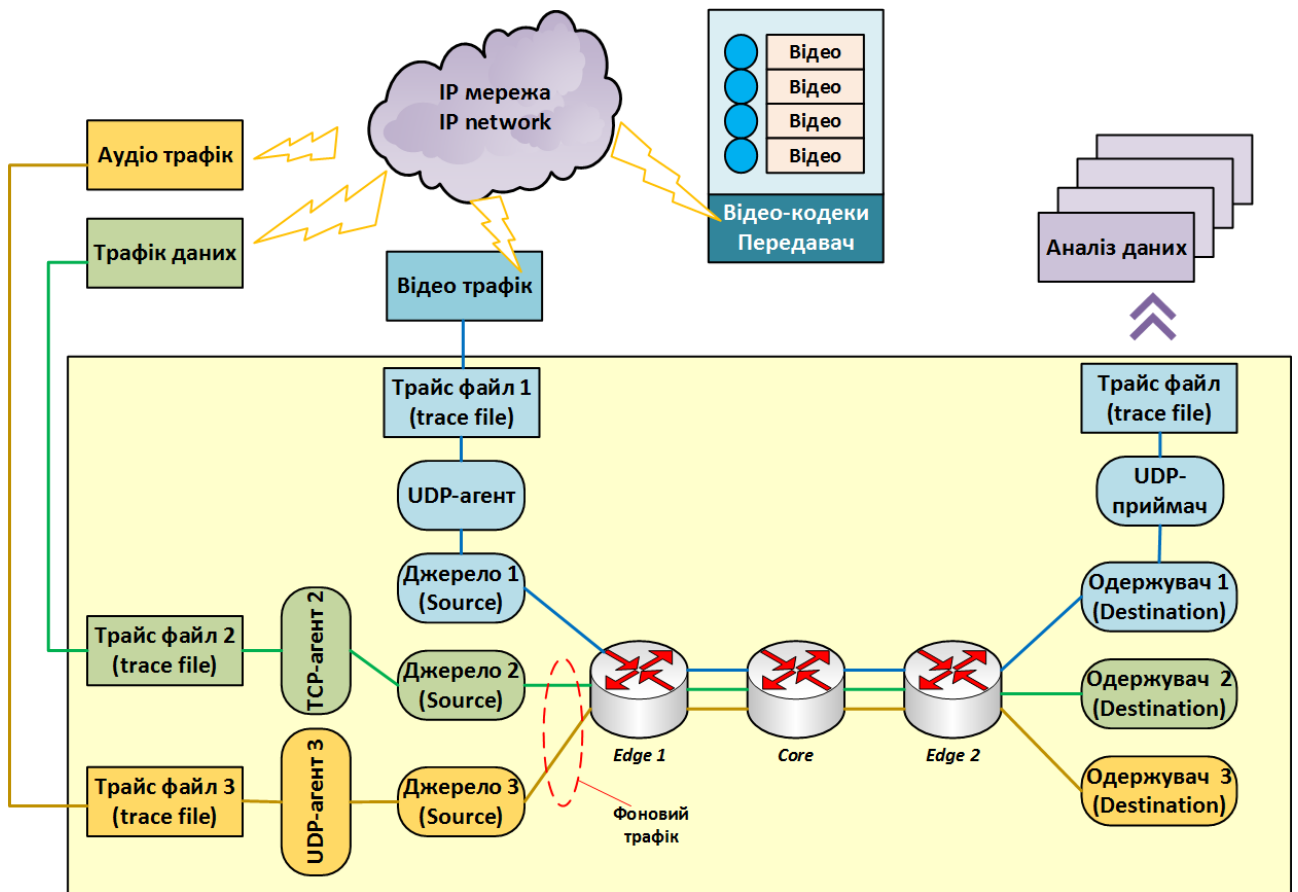 IP мережа
IP network
Відео
Відео
Відео
Відео
Відео-кодеки
Передавач
Аудіо трафік
Трафік даних
Відео трафік
Аналіз даних
Трайс файл 1
(trace file)
UDP-агент
Джерело 1
(Source)
Трайс файл
(trace file)
UDP-
приймач
Одержувач 1
(Destination)
Трайс файл 2
(trace file)
TCP-агент 2
Джерело 2
(Source)
Одержувач 2
(Destination)
Edge 1
Core
Edge 2
Трайс файл 3
(trace file)
UDP-агент 3
Джерело 3
(Source)
Фоновий
трафік
Одержувач 3
(Destination)